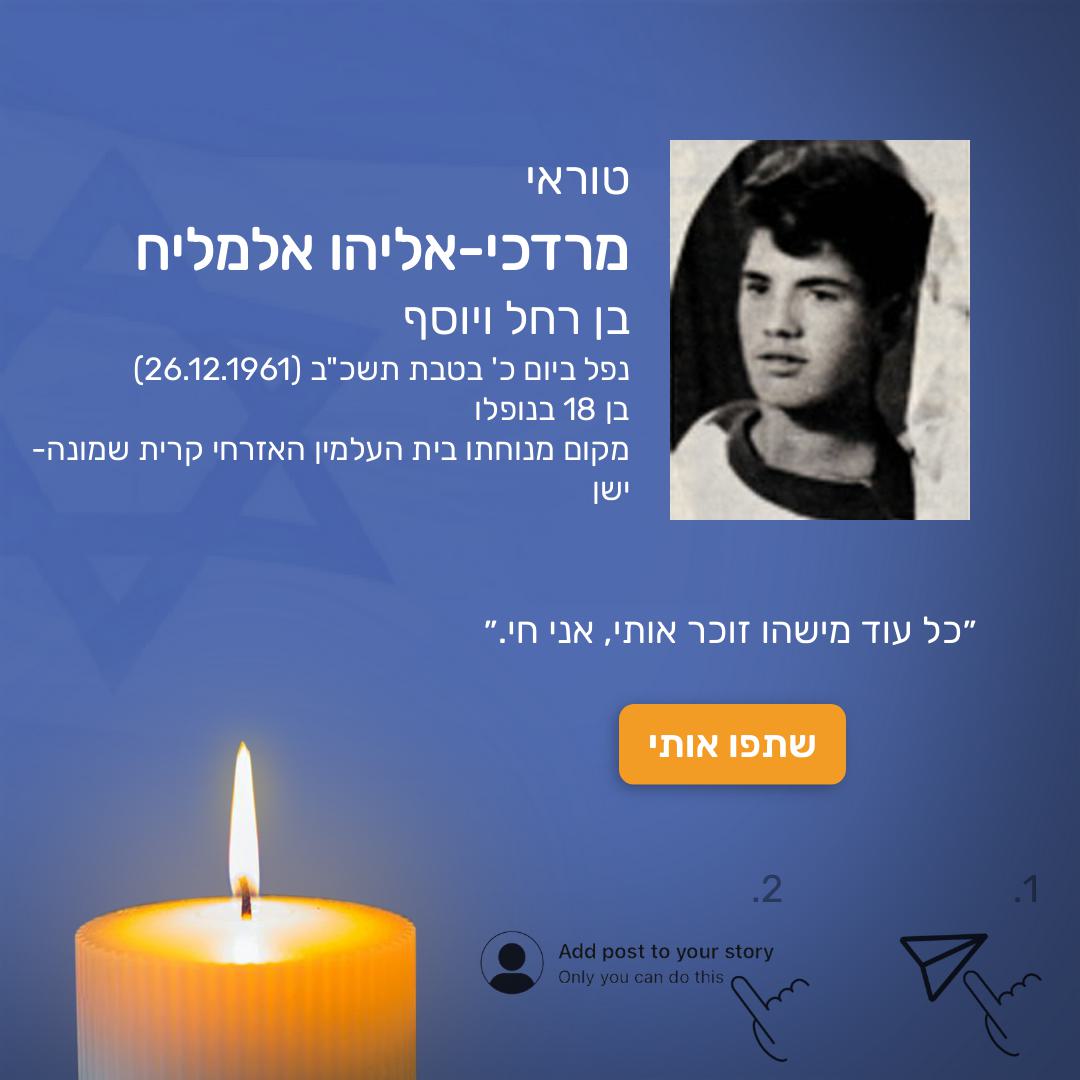 טוראי
מרדכי-אליהו אלמליח
בן רחל ויוסף
נפל ביום כ' בטבת תשכ"ב (26.12.1961)
בן 18 בנופלו
מקום מנוחתו בית העלמין האזרחי קרית שמונה-
ישן
״כל עוד מישהו זוכר אותי, אני חי.״
שתפו אותי
.1
.2
Add post to your story
Only you can do this